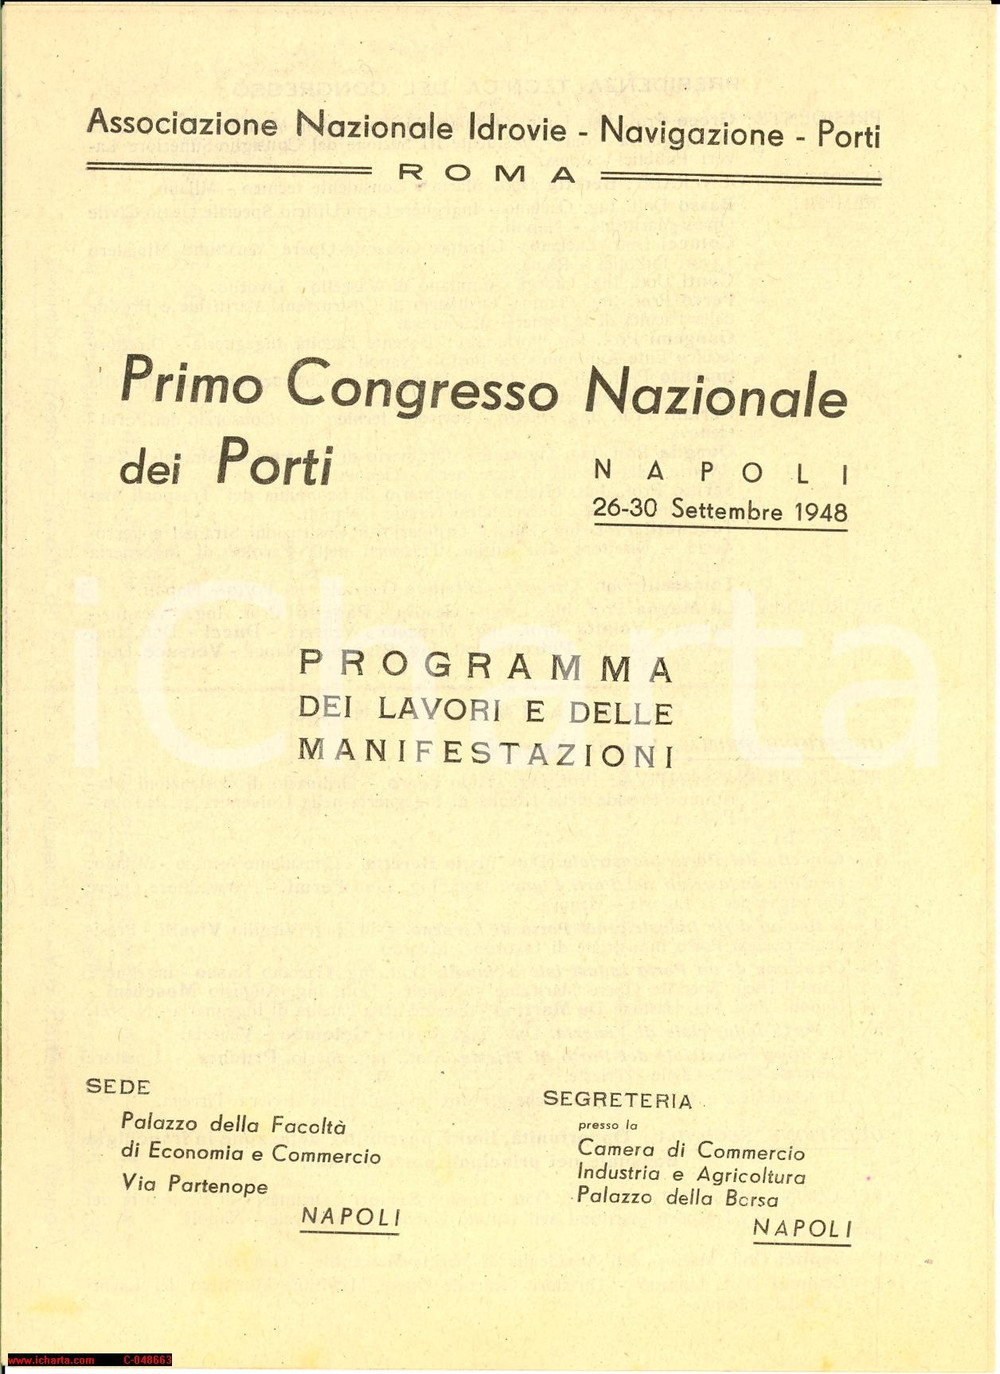 Associazione Nazionale Idrovie - Navigazione - Porti
ROMA
Primo Congresso Nazionale
dei Porti
NAPOLI
26-30 Settembre 1948
PROGRAMMA
DEI LAVORI E DELLE
MANIFESTAZIONI
iCharta
SEDE
Palazzo della Facoltà
di Economia e Commercio
Via Partenope
NAPOLI
SEGRETERIA
presso la
Camera di Commercio
Industria e Agricoltura
Palazzo della Borsa
NAPOLI
www.icharta.com C-048663